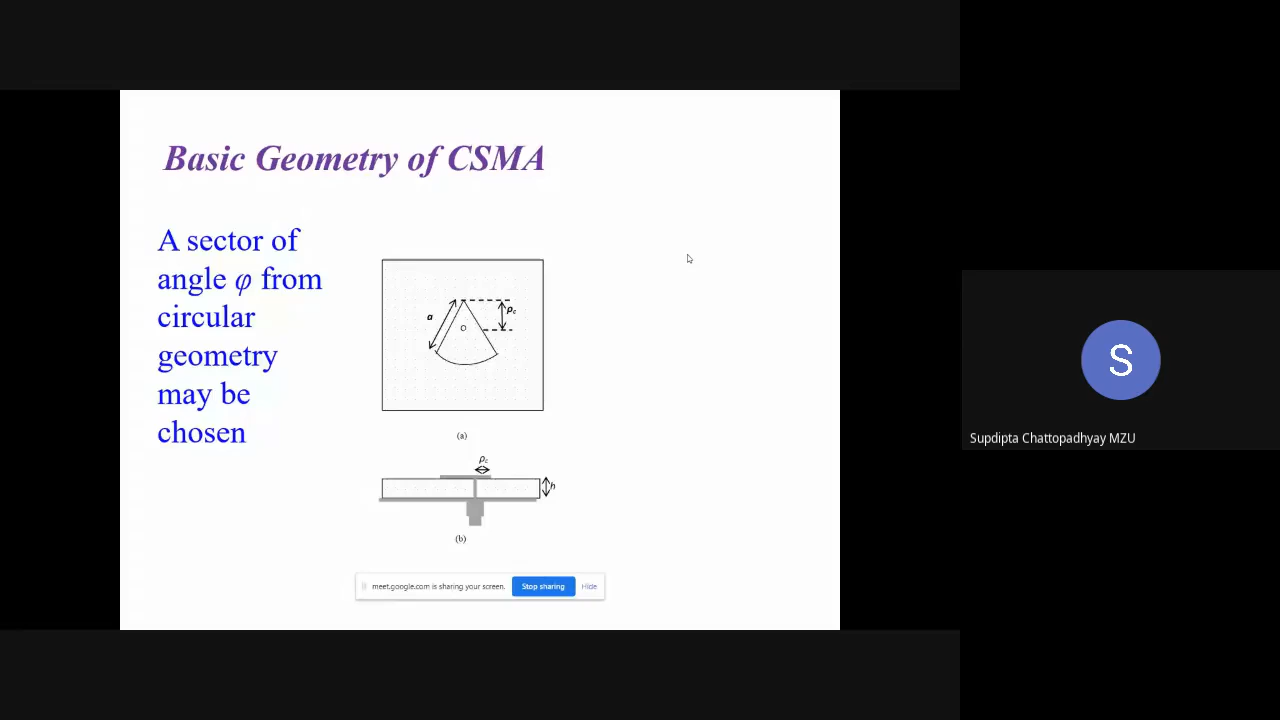 Basic Geometry of CSMA
A sector of
angle φ from
circular
geometry
may be
chosen
a
ρc
O
(a)
ρc
h
(b)
meet.google.com is sharing your screen. Stop sharing Hide
S
Supdipta Chattopadhyay MZU